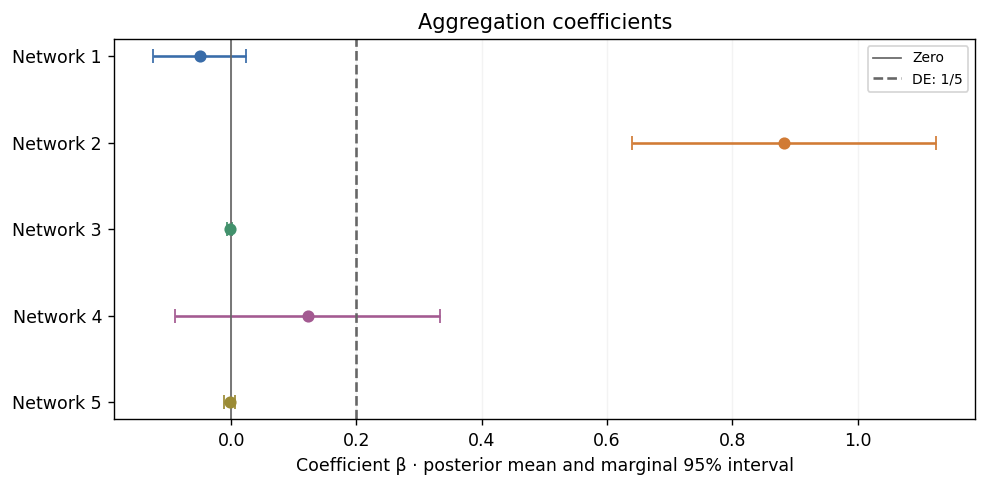 Aggregation coefficients
Network 1
Network 2
Network 3
Network 4
Network 5
Zero
DE: 1/5
0.0 0.2 0.4 0.6 0.8 1.0
Coefficient β · posterior mean and marginal 95% interval